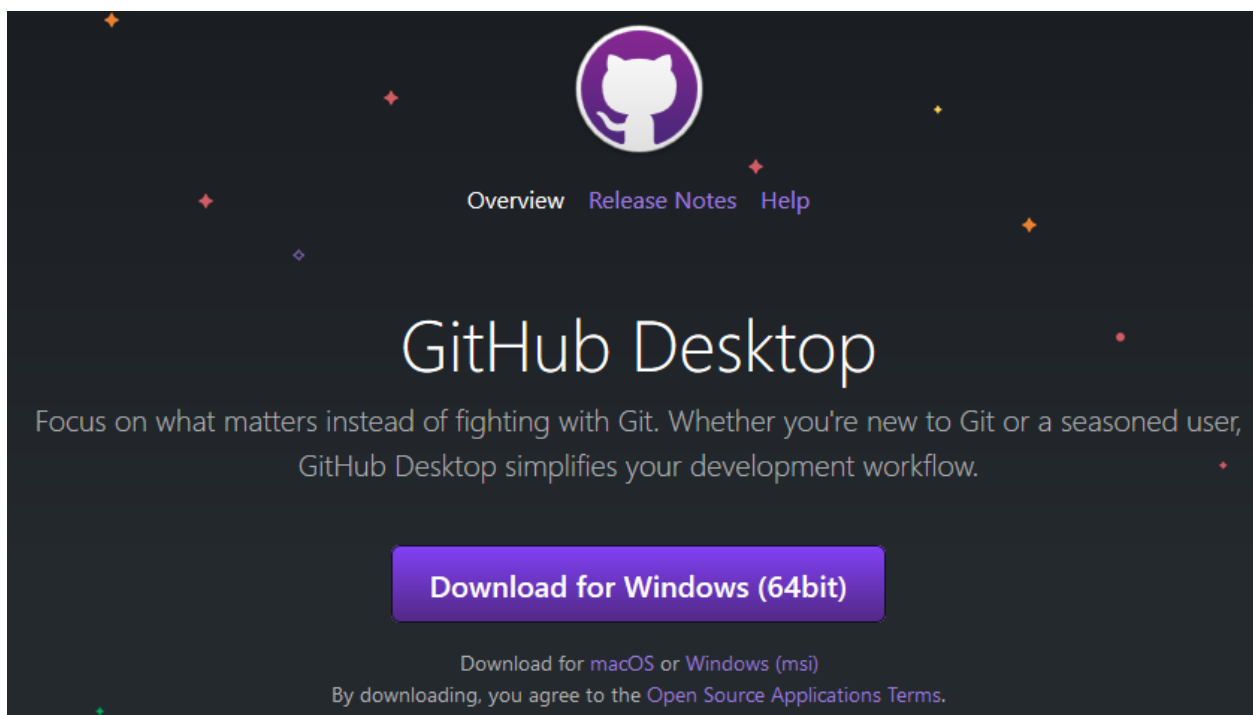 Overview Release Notes Help
GitHub Desktop
Focus on what matters instead of fighting with Git. Whether you're new to Git or a seasoned user,
GitHub Desktop simplifies your development workflow.
Download for Windows (64bit)
Download for macOS or Windows (msi)
By downloading, you agree to the Open Source Applications Terms.